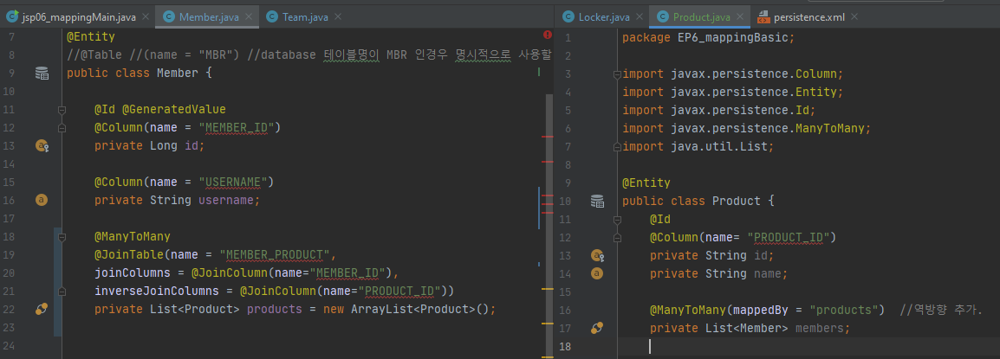 jsp06_mappingMain.java × Member.java × Team.java ×
7 @Entity
8 //@Table //(name = "MBR") //database 테이블명이 MBR 인경우 명시적으로 사용할
9 public class Member {
10
11 @Id @GeneratedValue
12 @Column(name = "MEMBER_ID")
13 private Long id;
14
15 @Column(name = "USERNAME")
16 private String username;
17
18 @ManyToMany
19 @JoinTable(name = "MEMBER_PRODUCT",
20 joinColumns = @JoinColumn(name="MEMBER_ID"),
21 inverseJoinColumns = @JoinColumn(name="PRODUCT_ID"))
22 private List<Product> products = new ArrayList<Product>();
23
24
Locker.java × Product.java × persistence.xml ×
1 package EP6_mappingBasic;
2
3 import javax.persistence.Column;
4 import javax.persistence.Entity;
5 import javax.persistence.Id;
6 import javax.persistence.ManyToMany;
7 import java.util.List;
8
9 @Entity
10 public class Product {
11 @Id
12 @Column(name= "PRODUCT_ID")
13 private String id;
14 private String name;
15
16 @ManyToMany(mappedBy = "products") //역방향 추가.
17 private List<Member> members;
18